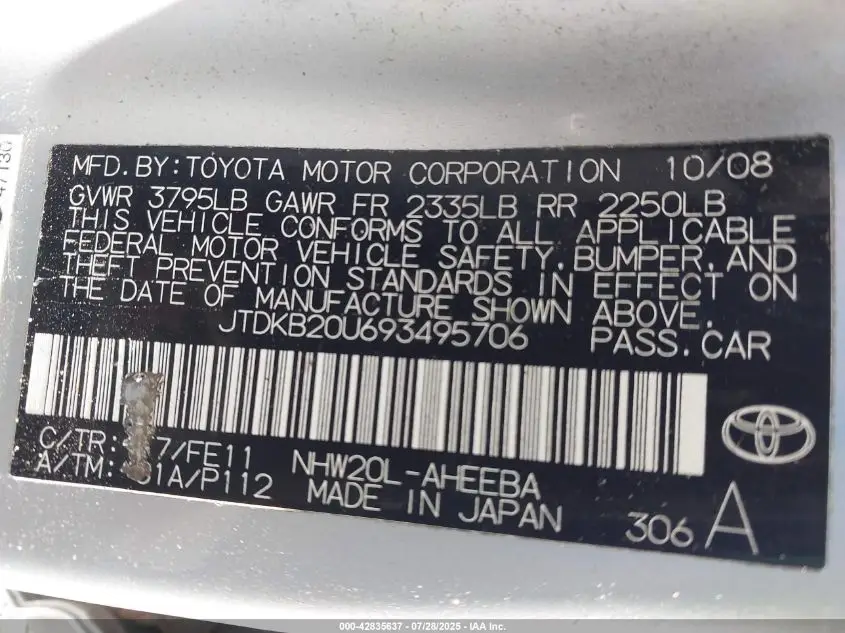 MFD. BY: TOYOTA MOTOR CORPORATION 10/08
GVWR 3795LB GAWR FR 2335LB RR 2250LB
THIS VEHICLE CONFORMS TO ALL APPLICABLE
FEDERAL MOTOR VEHICLE SAFETY, BUMPER, AND
THEFT PREVENTION STANDARDS IN EFFECT ON
THE DATE OF MANUFACTURE SHOWN ABOVE.
JTDKB20U693495706 PASS. CAR
C/TR: 7/FE11 NHW20L-AHEEBA
A/TM: 1A/P112 MADE IN JAPAN
306 A
000-42835637 - 07/28/2025 - IAA Inc.